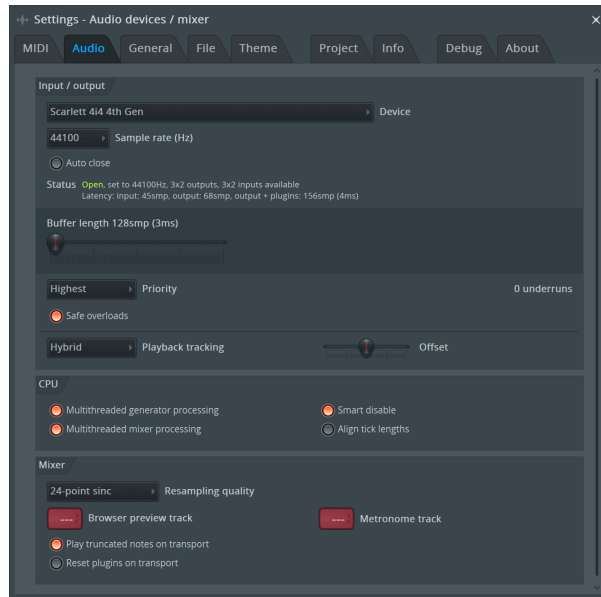 Settings - Audio devices / mixer
MIDI Audio General File Theme Project Info Debug About
Input / output
Scarlett 4i4 4th Gen Device
44100 Sample rate (Hz)
Auto close
Status Open, set to 44100Hz, 3x2 outputs, 3x2 inputs available
Latency: input: 45smp, output: 68smp, output + plugins: 156smp (4ms)
Buffer length 128smp (3ms)
Highest Priority 0 underruns
Safe overloads
Hybrid Playback tracking Offset
CPU
Multithreaded generator processing Smart disable
Multithreaded mixer processing Align tick lengths
Mixer
24-point sinc Resampling quality
--- Browser preview track --- Metronome track
Play truncated notes on transport
Reset plugins on transport